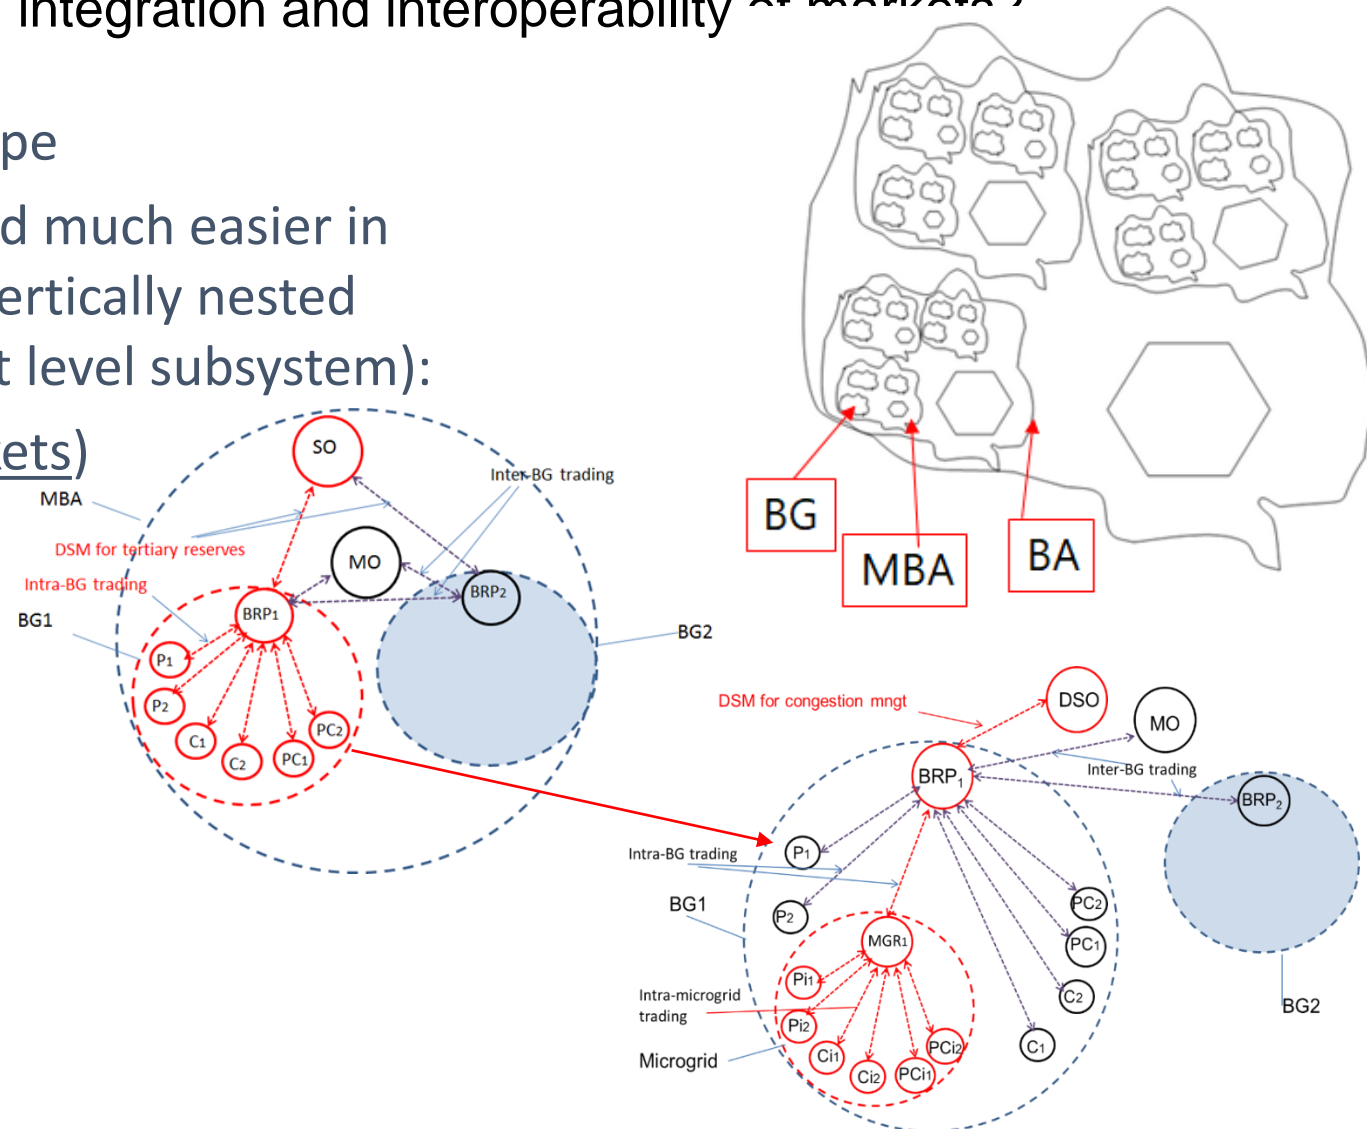 integration and interoperability of markets?
pe
d much easier in
ertically nested
t level subsystem):
ets)
SO
Inter-BG trading
MBA
DSM for tertiary reserves
MO
Intra-BG trading
BRP1
BRP2
BG1
BG2
P1
P2
C1
C2
PC1
PC2
BG
MBA
BA
DSM for congestion mngt
DSO
MO
BRP1
Inter-BG trading
BRP2
P1
Intra-BG trading
BG1
P2
PC2
MGR1
PC1
Pi1
Intra-microgrid
trading
C2
BG2
Pi2
Ci1
PCi2
C1
Microgrid
Ci2
PCi1